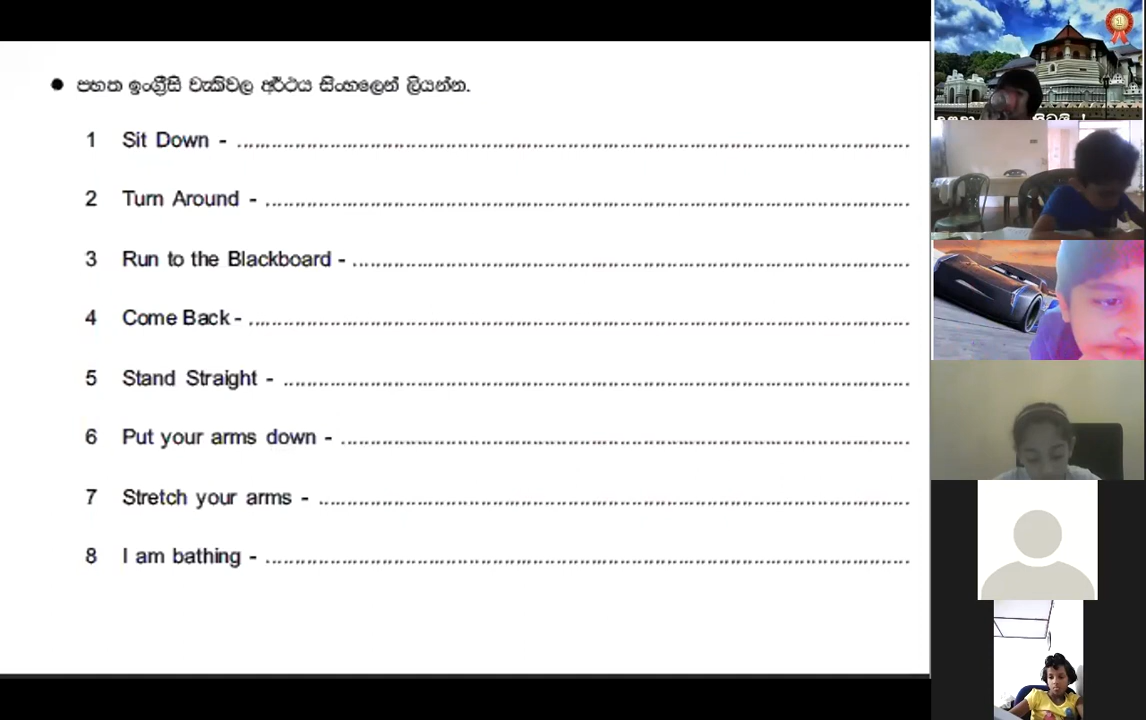 ● පහත ඉංග්‍රීසි වැකිවල අර්ථය සිංහලෙන් ලියන්න.
1 Sit Down - ................................................................
2 Turn Around - ................................................................
3 Run to the Blackboard - ................................................................
4 Come Back - ................................................................
5 Stand Straight - ................................................................
6 Put your arms down - ................................................................
7 Stretch your arms - ................................................................
8 I am bathing - ................................................................